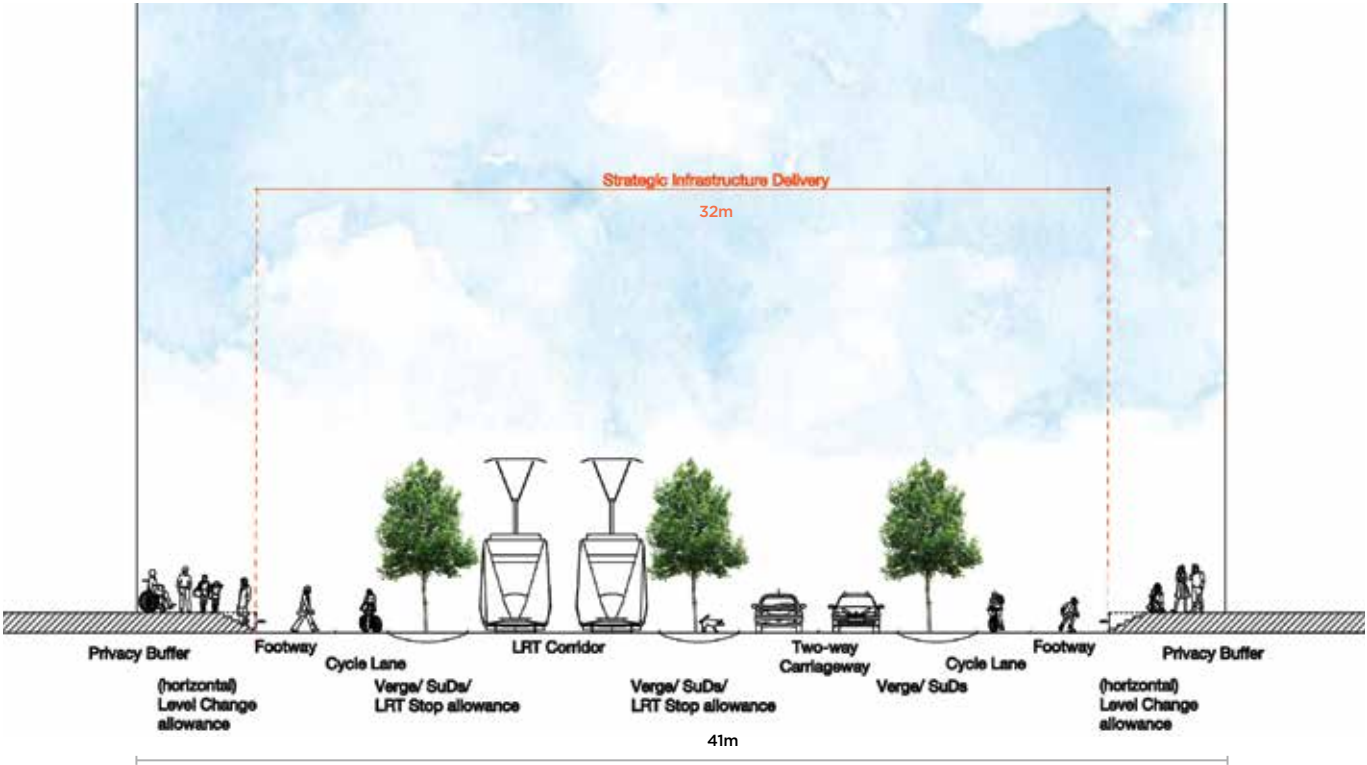 Strategic Infrastructure Delivery
32m
Privacy Buffer
Footway
Cycle Lane
LRT Corridor
Two-way
Carriageway
Cycle Lane
Footway
Privacy Buffer
(horizontal)
Level Change
allowance
Verge/ SuDs/
LRT Stop allowance
Verge/ SuDs/
LRT Stop allowance
Verge/ SuDs
(horizontal)
Level Change
allowance
41m